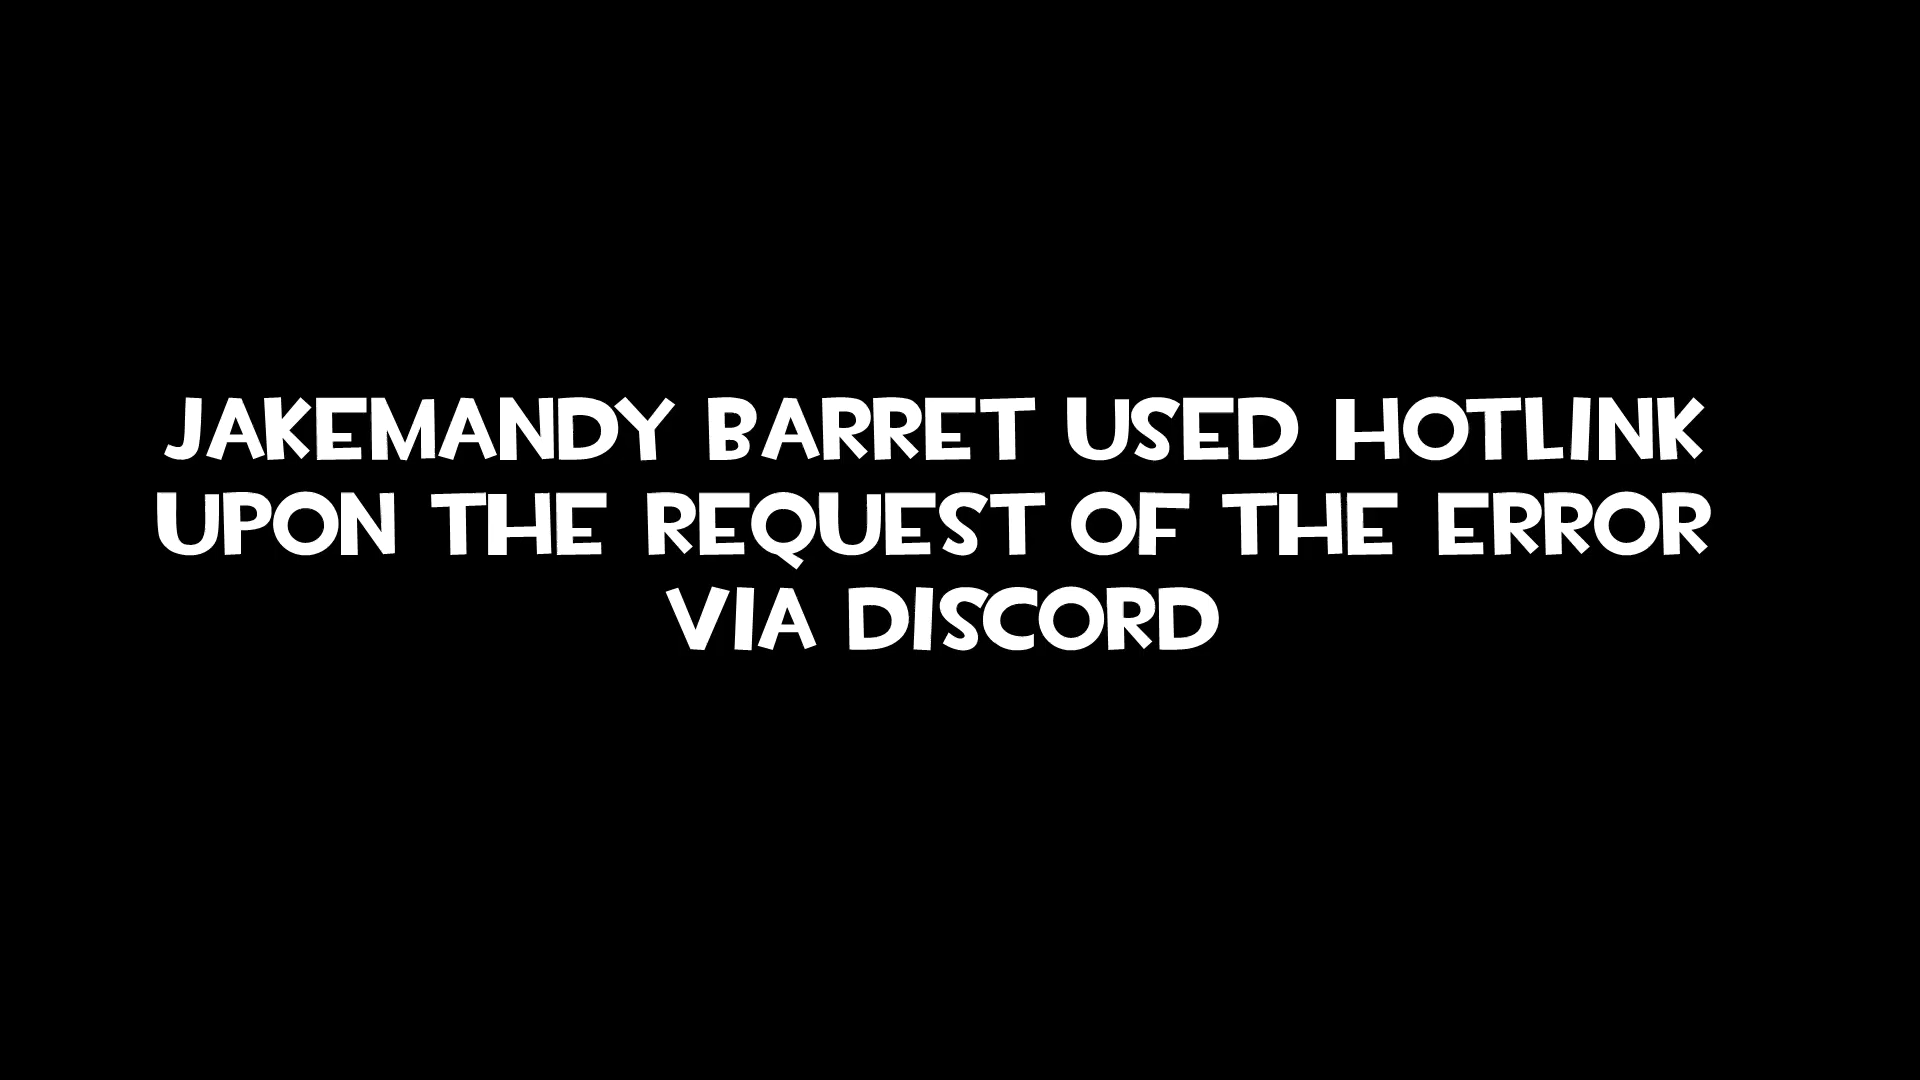 JAKEMANDY BARRET USED HOTLINK
UPON THE REQUEST OF THE ERROR
VIA DISCORD